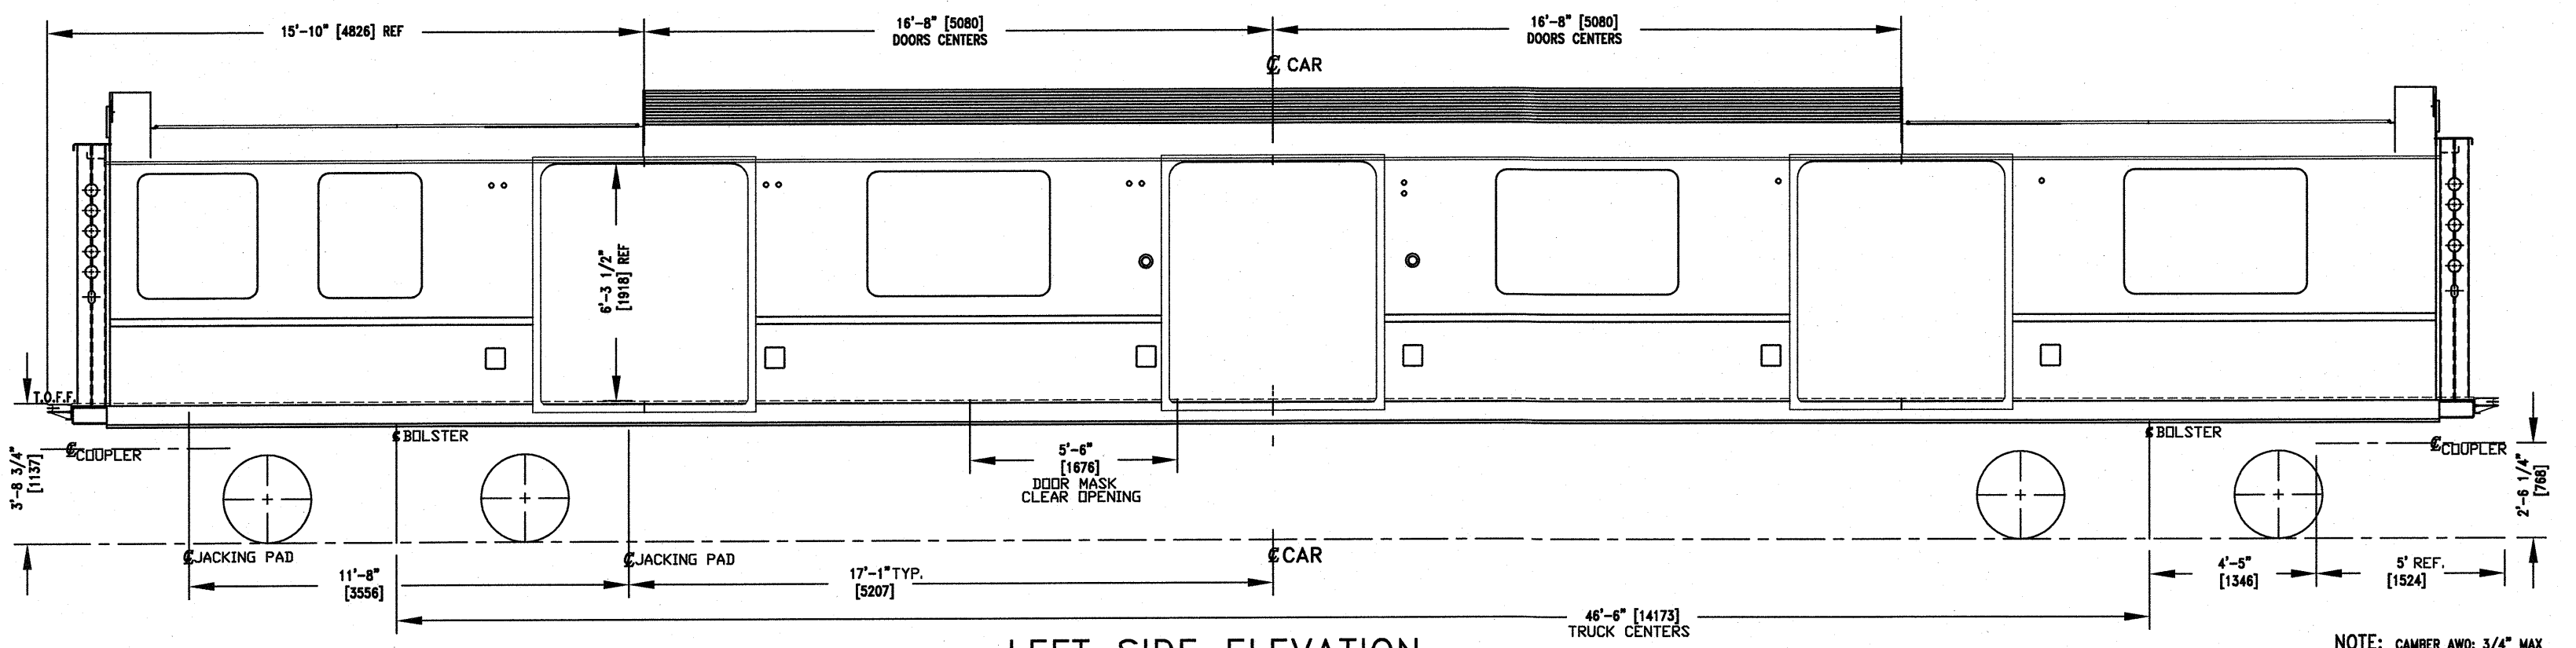 15'-10" [4826] REF
16'-8" [5080]
DOORS CENTERS
16'-8" [5080]
DOORS CENTERS
℄ CAR
6'-3 1/2"
[1918] REF
T.O.F.F.
3'-8 3/4"
[1137]
℄ COUPLER
℄ BOLSTER
5'-6"
[1676]
DOOR MASK
CLEAR OPENING
℄ BOLSTER
℄ COUPLER
2'-6 1/4"
[768]
℄ JACKING PAD
℄ JACKING PAD
℄ CAR
11'-8"
[3556]
17'-1" TYP.
[5207]
4'-5"
[1346]
5' REF.
[1524]
46'-6" [14173]
TRUCK CENTERS
LEFT SIDE ELEVATION
NOTE: CAMBER AWO: 3/4" MAX